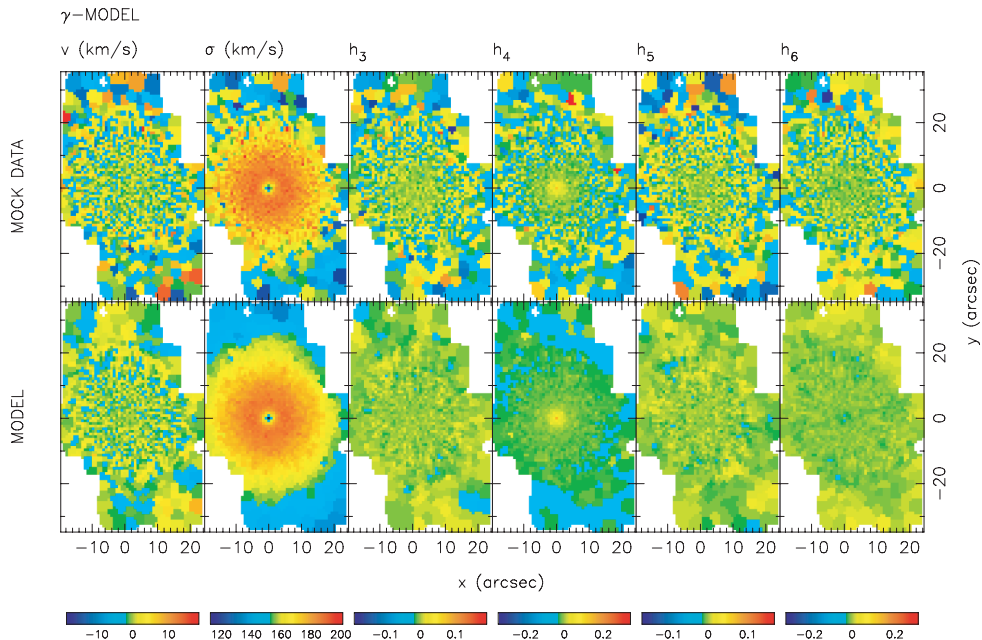 γ−MODEL
v (km/s) σ (km/s) h3 h4 h5 h6
MOCK DATA
20
0
−20
MODEL
20
0
−20
y (arcsec)
−10 0 10 20 −10 0 10 20 −10 0 10 20 −10 0 10 20 −10 0 10 20 −10 0 10 20
x (arcsec)
−10 0 10 120 140 160 180 200 −0.1 0 0.1 −0.2 0 0.2 −0.1 0 0.1 −0.2 0 0.2